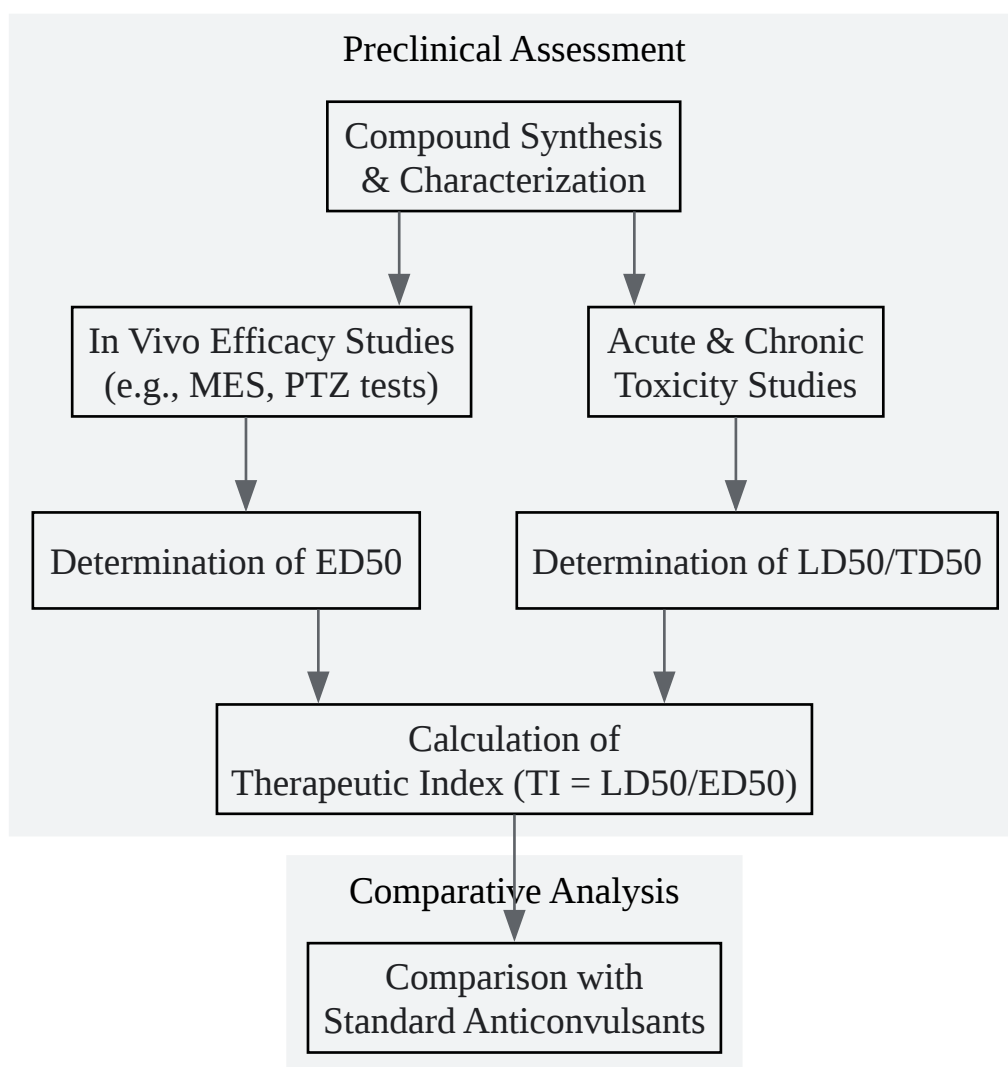 Preclinical Assessment
Compound Synthesis
& Characterization
In Vivo Efficacy Studies
(e.g., MES, PTZ tests)
Acute & Chronic
Toxicity Studies
Determination of ED50
Determination of LD50/TD50
Calculation of
Therapeutic Index (TI = LD50/ED50)
Comparative Analysis
Comparison with
Standard Anticonvulsants